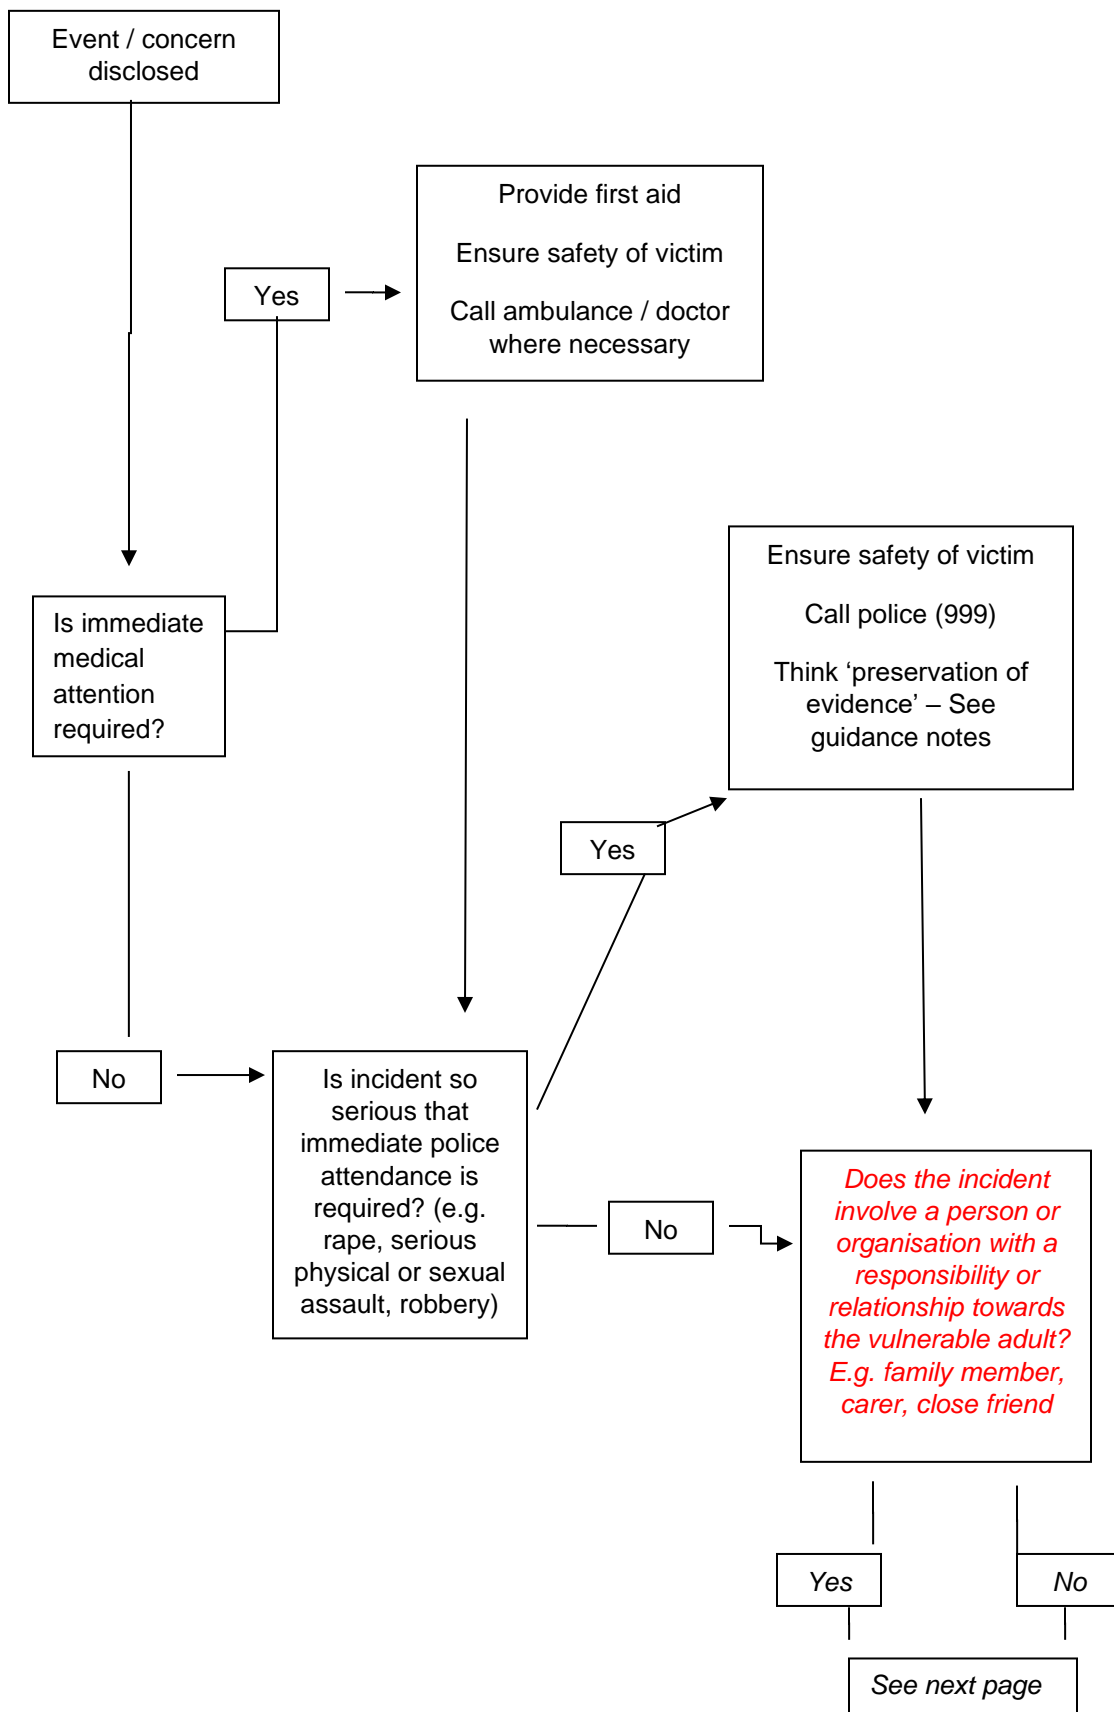 Event / concern
disclosed
Provide first aid
Ensure safety of victim
Call ambulance / doctor
where necessary
Yes
Is immediate
medical
attention
required?
Ensure safety of victim
Call police (999)
Think ‘preservation of
evidence’ – See
guidance notes
Yes
No
Is incident so
serious that
immediate police
attendance is
required? (e.g.
rape, serious
physical or sexual
assault, robbery)
No
Does the incident
involve a person or
organisation with a
responsibility or
relationship towards
the vulnerable adult?
E.g. family member,
carer, close friend
Yes
No
See next page